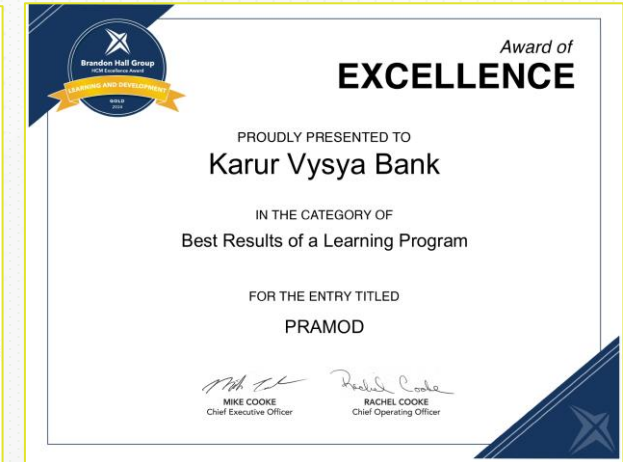 Brandon Hall Group
HCM Excellence Award
LEARNING AND DEVELOPMENT
GOLD
2024
Award of
EXCELLENCE
PROUDLY PRESENTED TO
Karur Vysya Bank
IN THE CATEGORY OF
Best Results of a Learning Program
FOR THE ENTRY TITLED
PRAMOD
MIKE COOKE
Chief Executive Officer
RACHEL COOKE
Chief Operating Officer